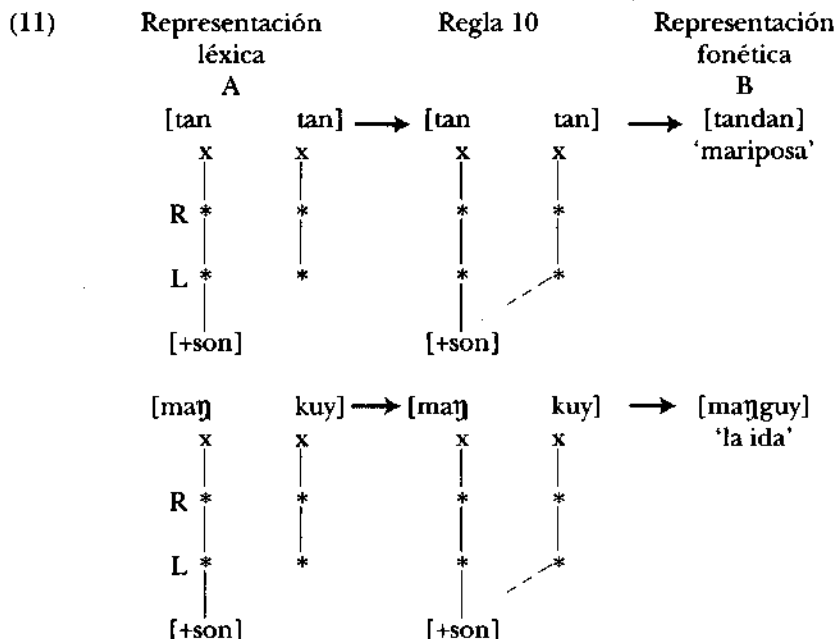 (11) Representación Regla 10 Representación
léxica fonética
A B
[tan tan] → [tan tan] → [tandan]
x x x x 'mariposa'
R * * * *
L * * * *
[+son] [+son]
[maŋ kuy] → [maŋ kuy] → [maŋguy]
x x x x 'la ida'
R * * * *
L * * * *
[+son] [+son]